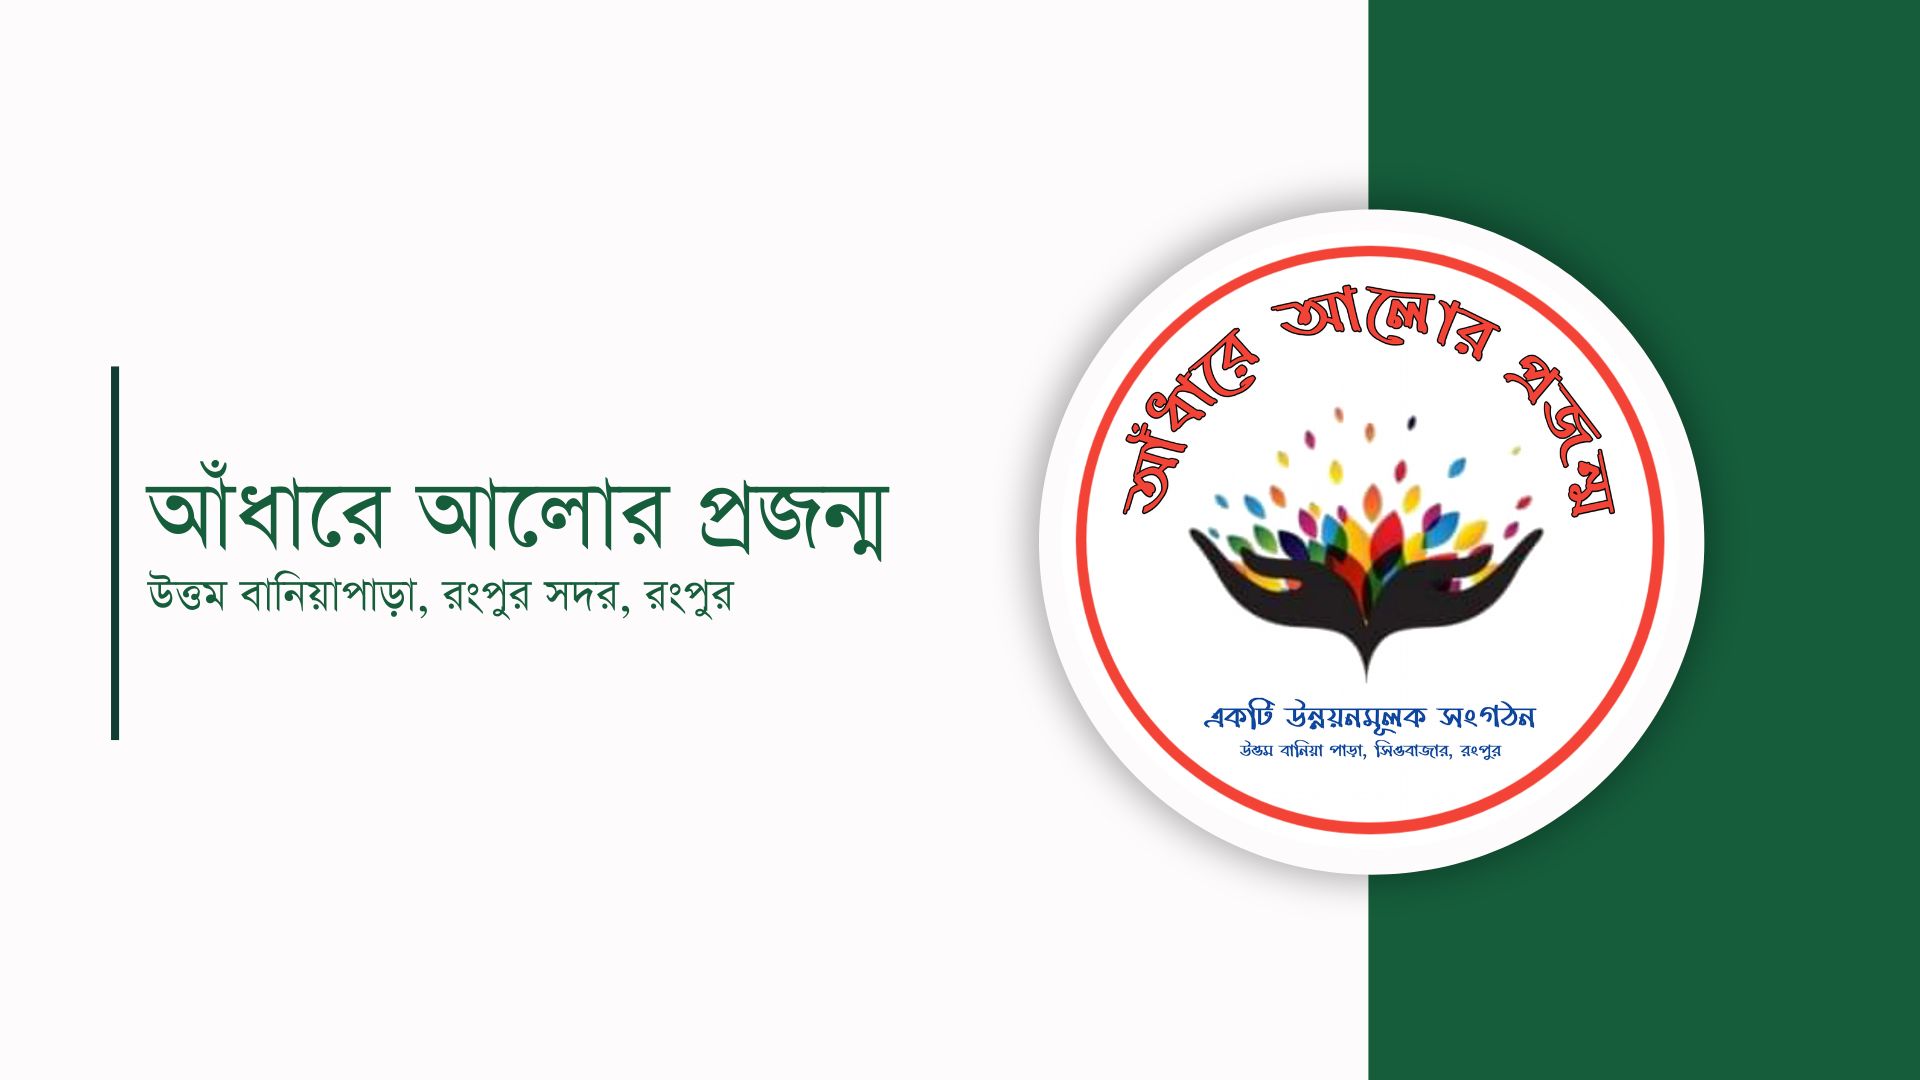 আঁধারে আলোর প্রজন্ম
উত্তম বানিয়াপাড়া, রংপুর সদর, রংপুর
আঁধারে আলোর প্রজন্ম
একটি উন্নয়নমূলক সংগঠন
উত্তম বানিয়া পাড়া, সিওবাজার, রংপুর